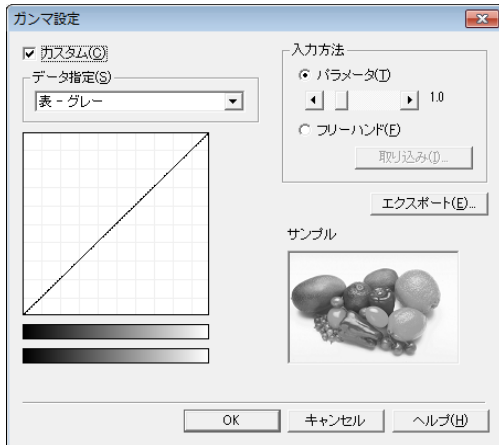 ガンマ設定
カスタム(C)
データ指定(S)
表 - グレー
入力方法
パラメータ(T)
1.0
フリーハンド(F)
取り込み(I)...
エクスポート(E)...
サンプル
OK
キャンセル
ヘルプ(H)